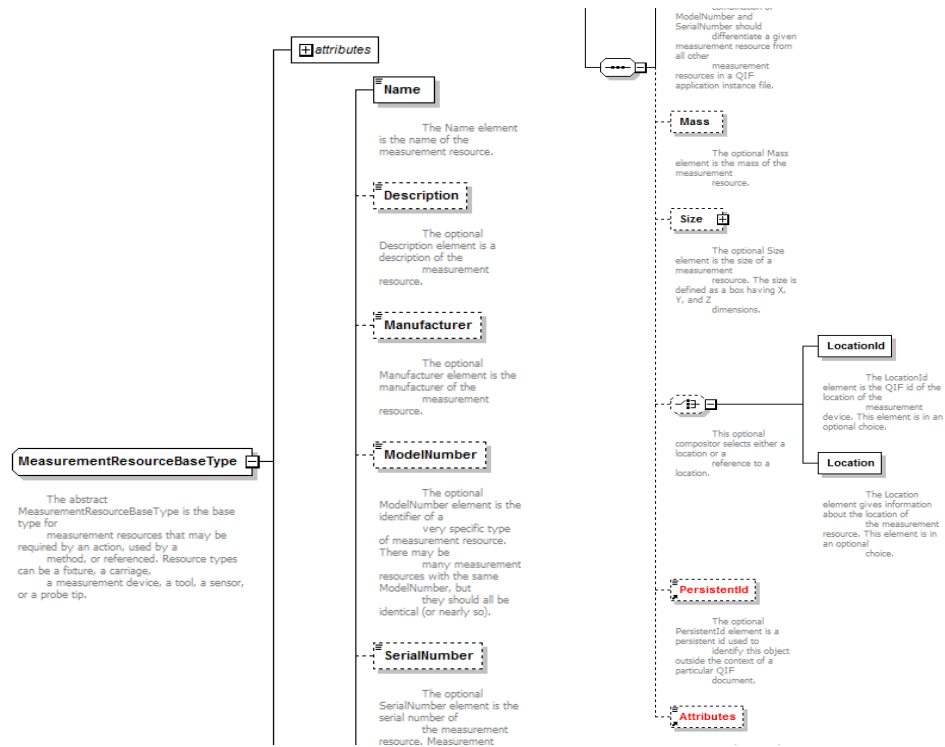 attributes
Name
The Name element
is the name of the
measurement resource.
Description
The optional
Description element is a
description of the
measurement
resource.
Manufacturer
The optional
Manufacturer element is the
manufacturer of the
measurement
resource.
MeasurementResourceBaseType
The abstract
MeasurementResourceBaseType is the base
type for
measurement resources that may be
required by an action, used by a
method, or referenced. Resource types
can be a fixture, a carriage,
a measurement device, a tool, a sensor,
or a probe tip.
ModelNumber
The optional
ModelNumber element is the
identifier of a
very specific type
of measurement resource.
There may be
many measurement
resources with the same
ModelNumber, but
they should all be
identical (or nearly so).
SerialNumber
The optional
SerialNumber element is the
serial number of
the measurement
resource. Measurement
combination of
ModelNumber and
SerialNumber should
differentiate a given
measurement resource from
all other
measurement
resources in a QIF
application instance file.
Mass
The optional Mass
element is the mass of the
measurement
resource.
Size
The optional Size
element is the size of a
measurement
resource. The size is
defined as a box having X,
Y, and Z
dimensions.
This optional
compositor selects either a
location or a
reference to a
location.
LocationId
The LocationId
element is the QIF id of the
location of the
measurement
device. This element is in an
optional choice.
Location
The Location
element gives information
about the location of
the measurement
resource. This element is in
an optional
choice.
PersistentId
The optional
PersistentId element is a
persistent id used to
identify this object
outside the context of a
particular QIF
document.
Attributes